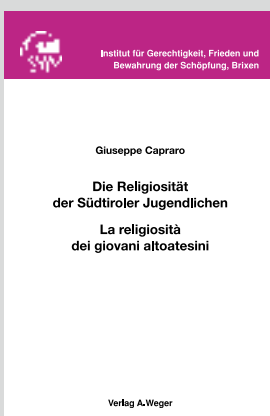 Institut für Gerechtigkeit, Frieden und
Bewahrung der Schöpfung, Brixen
Giuseppe Capraro
Die Religiosität
der Südtiroler Jugendlichen
La religiosità
dei giovani altoatesini
Verlag A.Weger